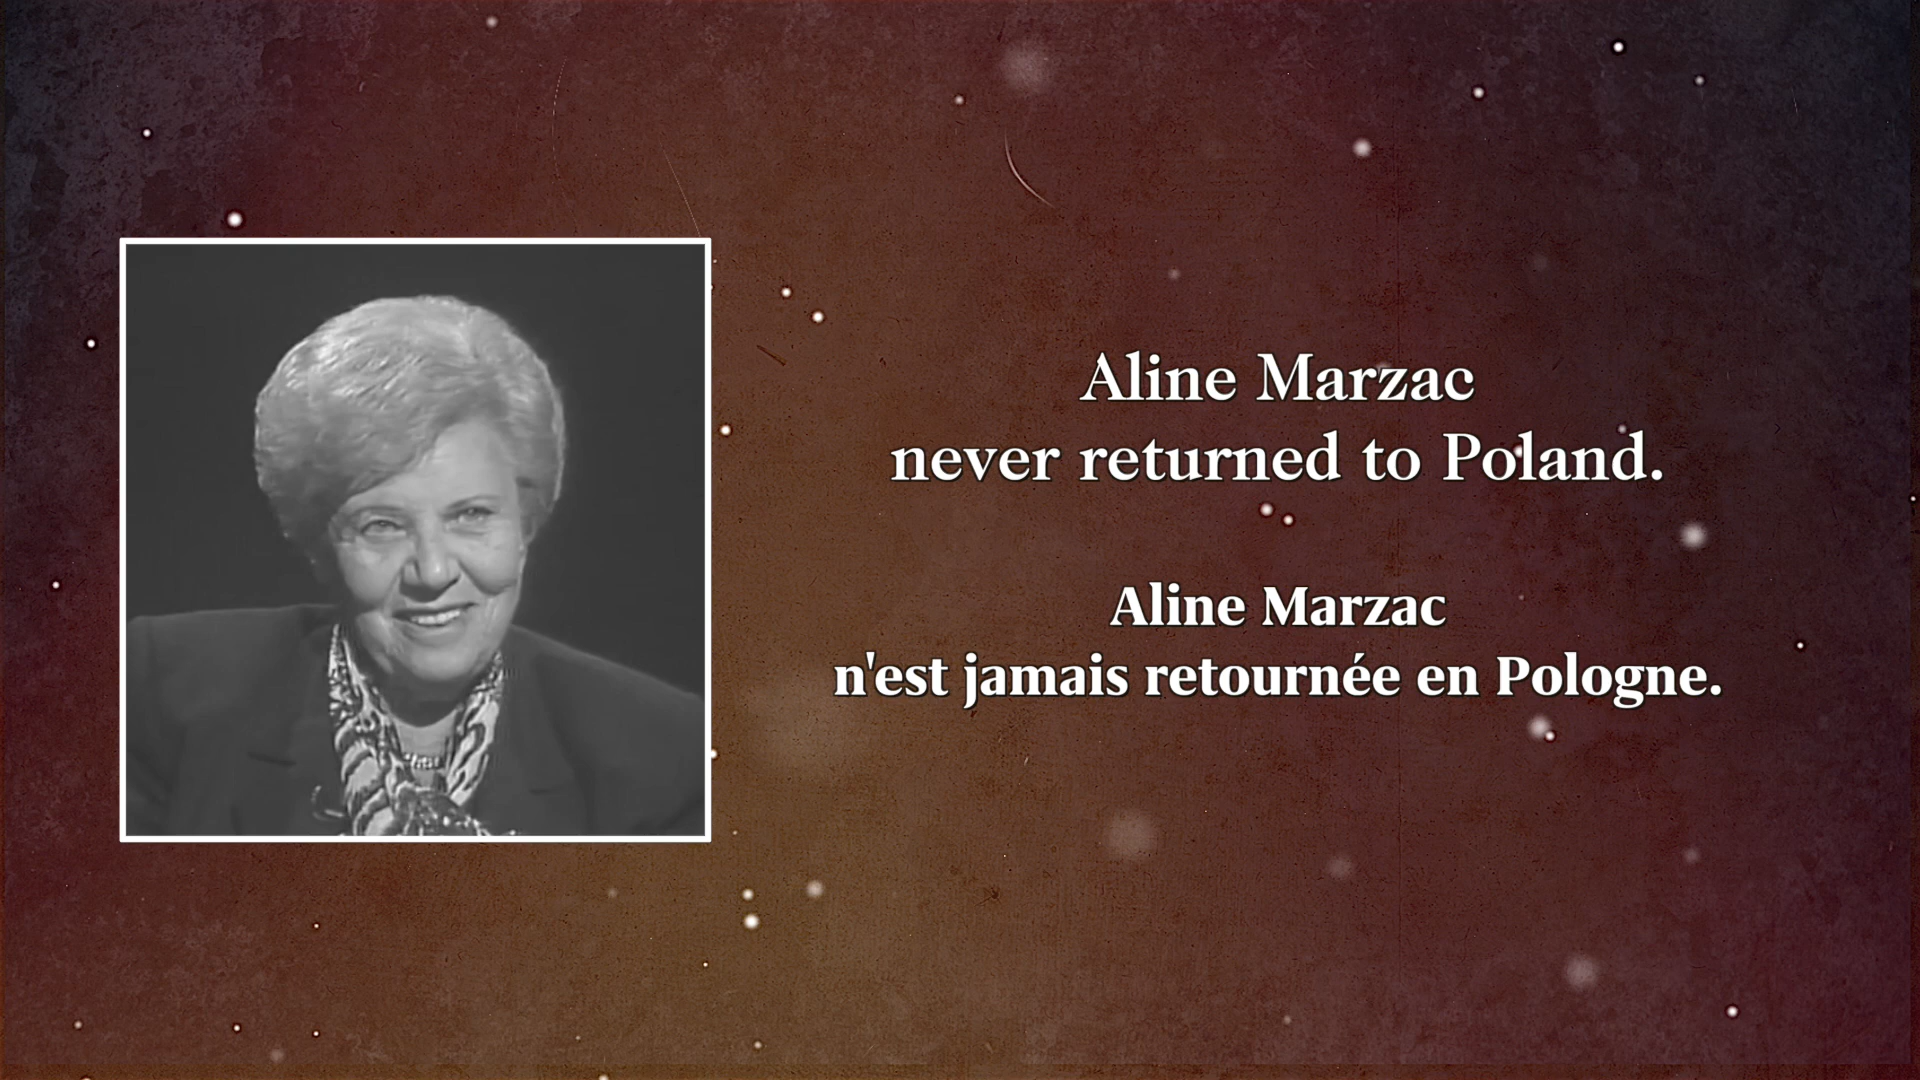 Aline Marzac
never returned to Poland.
Aline Marzac
n'est jamais retournée en Pologne.